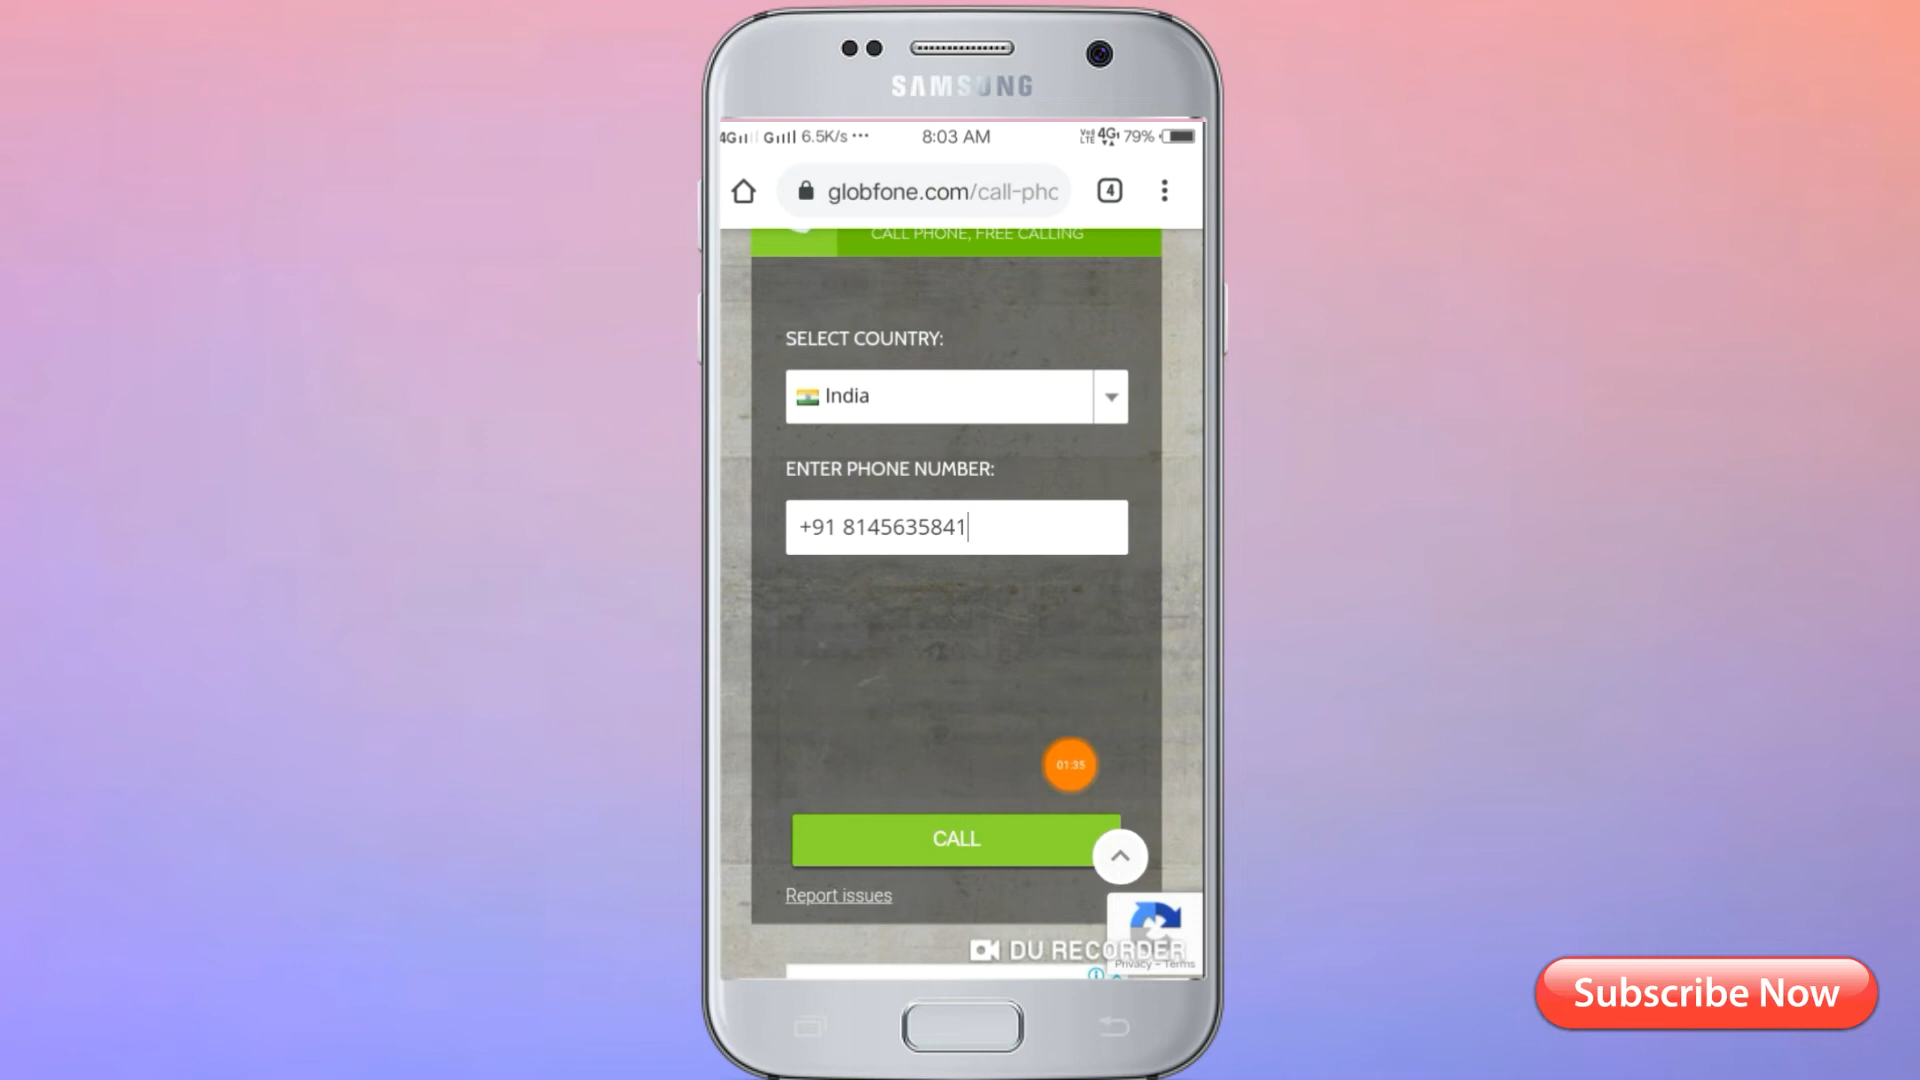 SAMSUNG
4G G 6.5K/s ··· 8:03 AM VoLTE 4G 79%
globfone.com/call-phc 4
CALL PHONE, FREE CALLING
SELECT COUNTRY:
India
ENTER PHONE NUMBER:
+91 8145635841
01:35
CALL
Report issues
DU RECORDER
Privacy - Terms
Subscribe Now